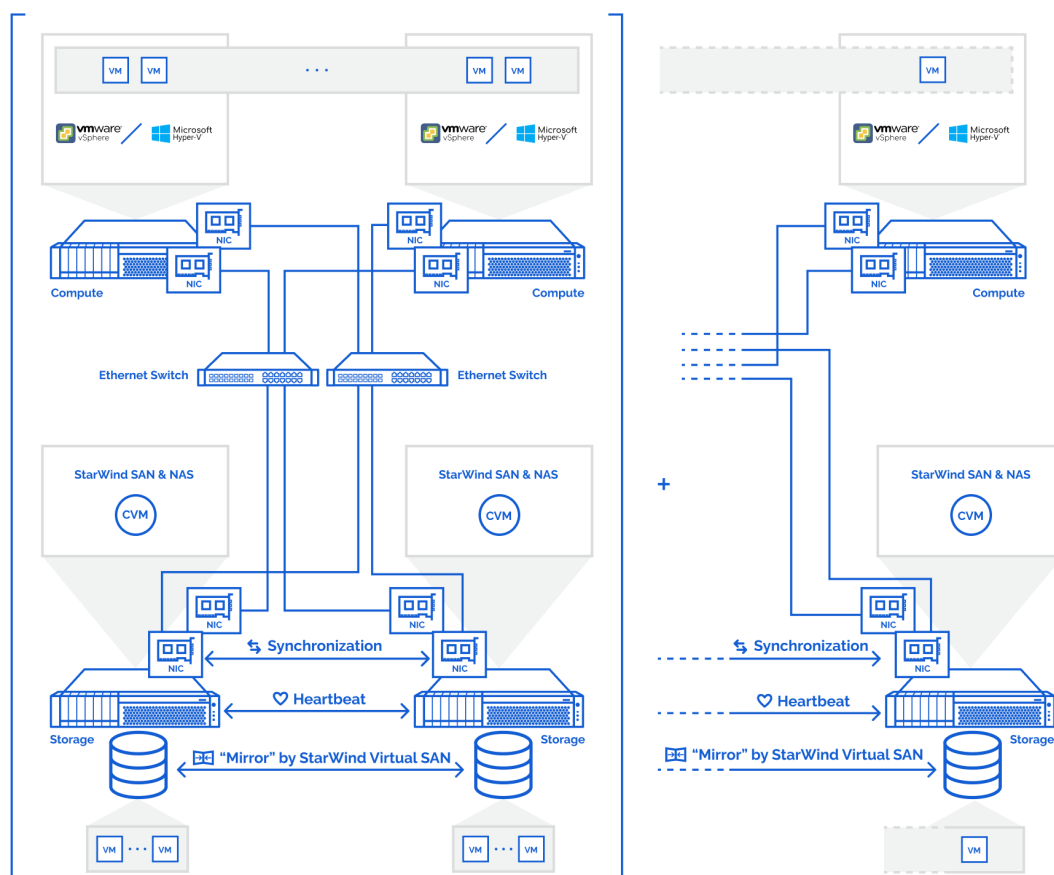 VM VM ... VM VM VM
vmware vSphere
Microsoft Hyper-V
vmware vSphere
Microsoft Hyper-V
vmware vSphere
Microsoft Hyper-V
NIC
NIC
NIC
NIC
NIC
NIC
Compute
Compute
Compute
Ethernet Switch
Ethernet Switch
StarWind SAN & NAS
StarWind SAN & NAS
StarWind SAN & NAS
+
CVM
CVM
CVM
NIC
NIC
NIC
NIC
NIC
NIC
Synchronization
Synchronization
Heartbeat
Heartbeat
Storage
Storage
Storage
“Mirror” by StarWind Virtual SAN
“Mirror” by StarWind Virtual SAN
VM ... VM
VM ... VM
VM